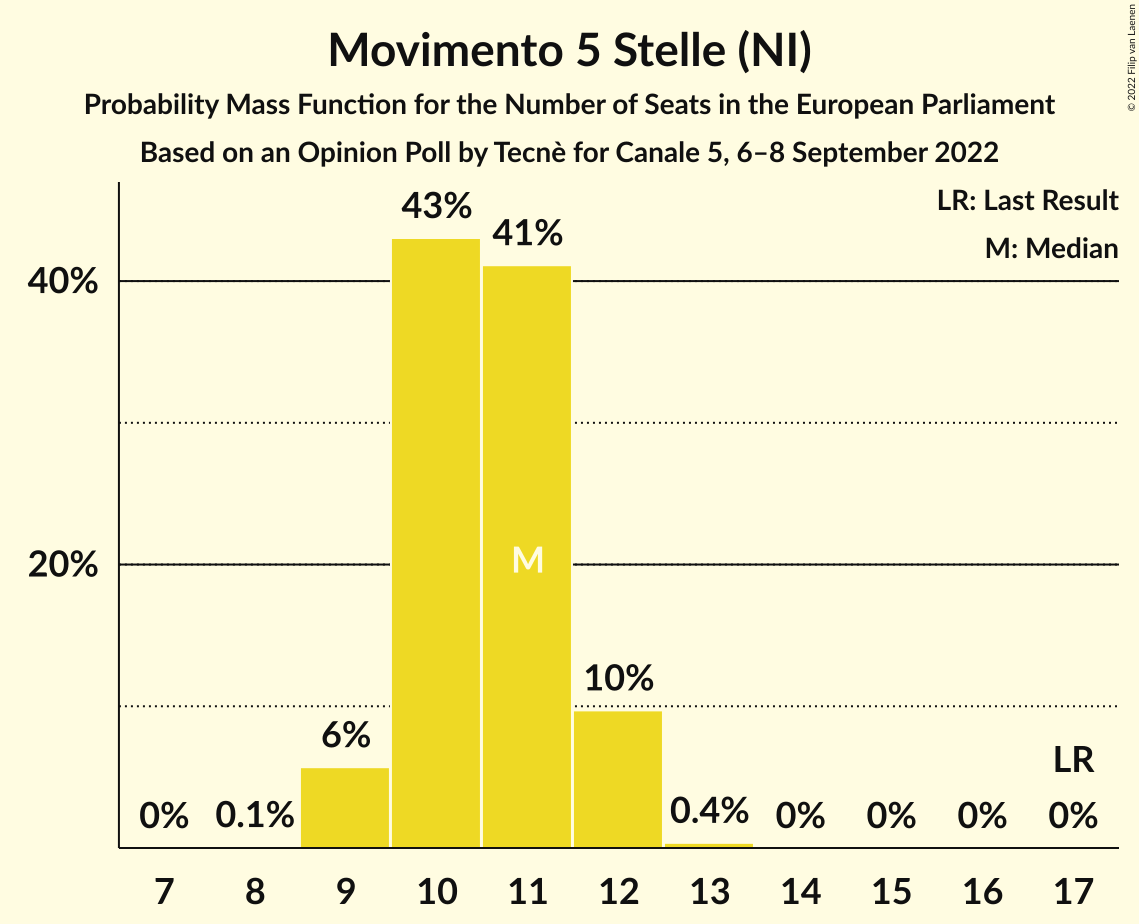 Movimento 5 Stelle (NI)
Probability Mass Function for the Number of Seats in the European Parliament
Based on an Opinion Poll by Tecnè for Canale 5, 6–8 September 2022
© 2022 Filip van Laenen
LR: Last Result
M: Median
43%
41%
40%
M
20%
10%
6%
LR
0% 0.1% 0.4% 0% 0% 0% 0%
7 8 9 10 11 12 13 14 15 16 17